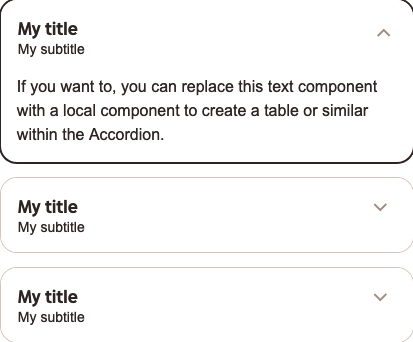 My title
My subtitle
If you want to, you can replace this text component
with a local component to create a table or similar
within the Accordion.
My title
My subtitle
My title
My subtitle